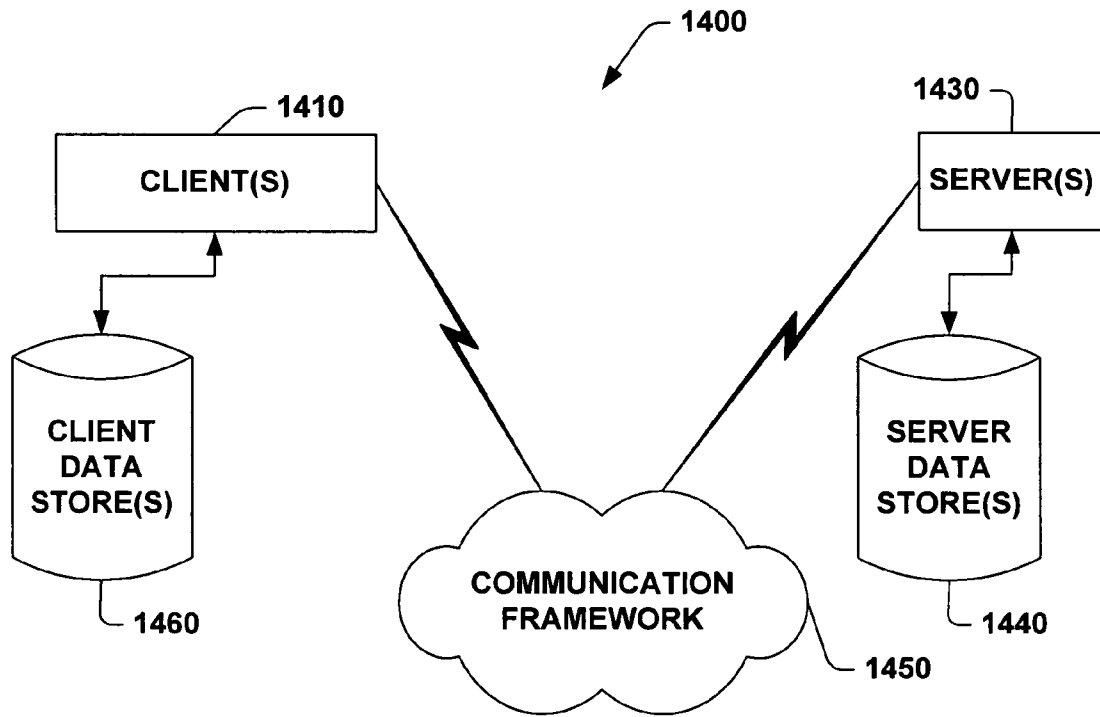 1400
1410
CLIENT(S)
1430
SERVER(S)
CLIENT
DATA
STORE(S)
SERVER
DATA
STORE(S)
COMMUNICATION
FRAMEWORK
1460
1440
1450